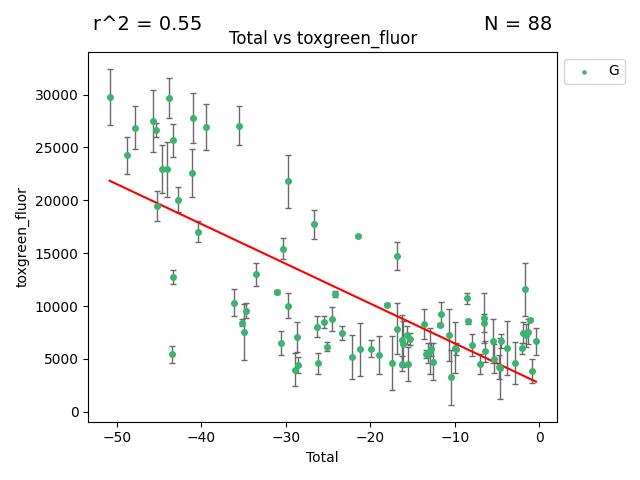 r^2 = 0.55
N = 88
Total vs toxgreen_fluor
G
toxgreen_fluor
30000
25000
20000
15000
10000
5000
0
−50
−40
−30
−20
−10
0
Total